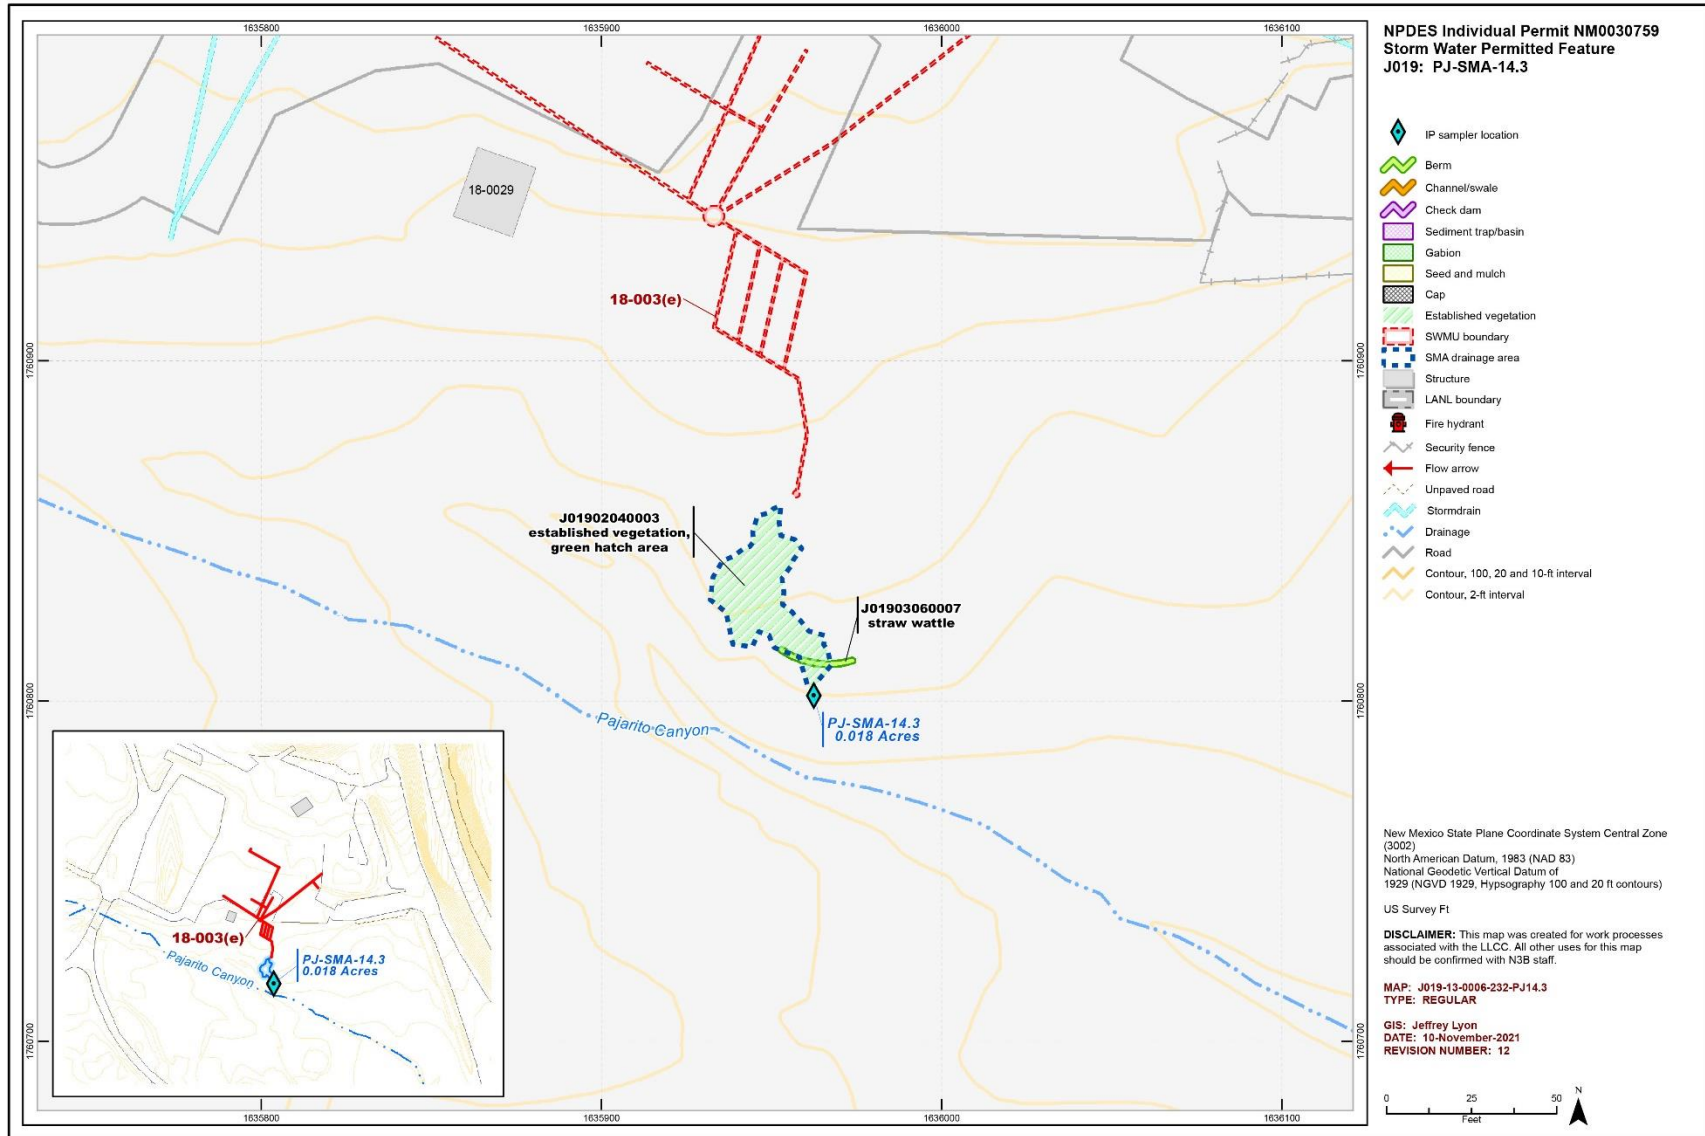 1635800
1635900
1636000
1636100
NPDES Individual Permit NM0030759
Storm Water Permitted Feature
J019: PJ-SMA-14.3
IP sampler location
Berm
Channel/swale
Check dam
Sediment trap/basin
Gabion
Seed and mulch
Cap
Established vegetation
SWMU boundary
SMA drainage area
Structure
LANL boundary
Fire hydrant
Security fence
Flow arrow
Unpaved road
Stormdrain
Drainage
Road
Contour, 100, 20 and 10-ft interval
Contour, 2-ft interval
18-0029
18-003(e)
1760900
1760900
J01902040003
established vegetation,
green hatch area
J01903060007
straw wattle
1760800
1760800
PJ-SMA-14.3
0.018 Acres
Pajarito Canyon
18-003(e)
PJ-SMA-14.3
0.018 Acres
Pajarito Canyon
1760700
1760700
1635800
1635900
1636000
1636100
New Mexico State Plane Coordinate System Central Zone
(3002)
North American Datum, 1983 (NAD 83)
National Geodetic Vertical Datum of
1929 (NGVD 1929, Hypsography 100 and 20 ft contours)
US Survey Ft
DISCLAIMER: This map was created for work processes
associated with the LLCC. All other uses for this map
should be confirmed with N3B staff.
MAP: J019-13-0006-232-PJ14.3
TYPE: REGULAR
GIS: Jeffrey Lyon
DATE: 10-November-2021
REVISION NUMBER: 12
0 25 50
Feet
N